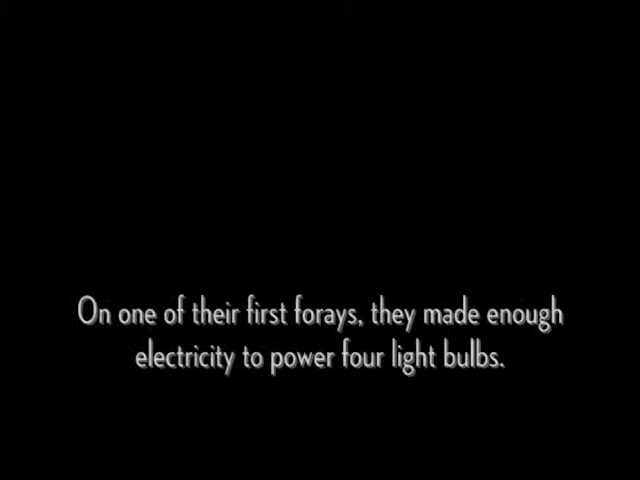 On one of their first forays, they made enough
electricity to power four light bulbs.